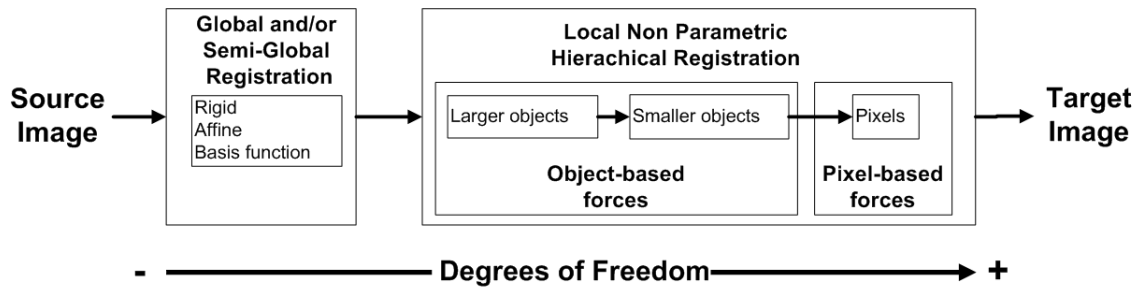 Source
Image
Global and/or
Semi-Global
Registration
Rigid
Affine
Basis function
Local Non Parametric
Hierachical Registration
Larger objects
Smaller objects
Object-based
forces
Pixels
Pixel-based
forces
Target
Image
- Degrees of Freedom +